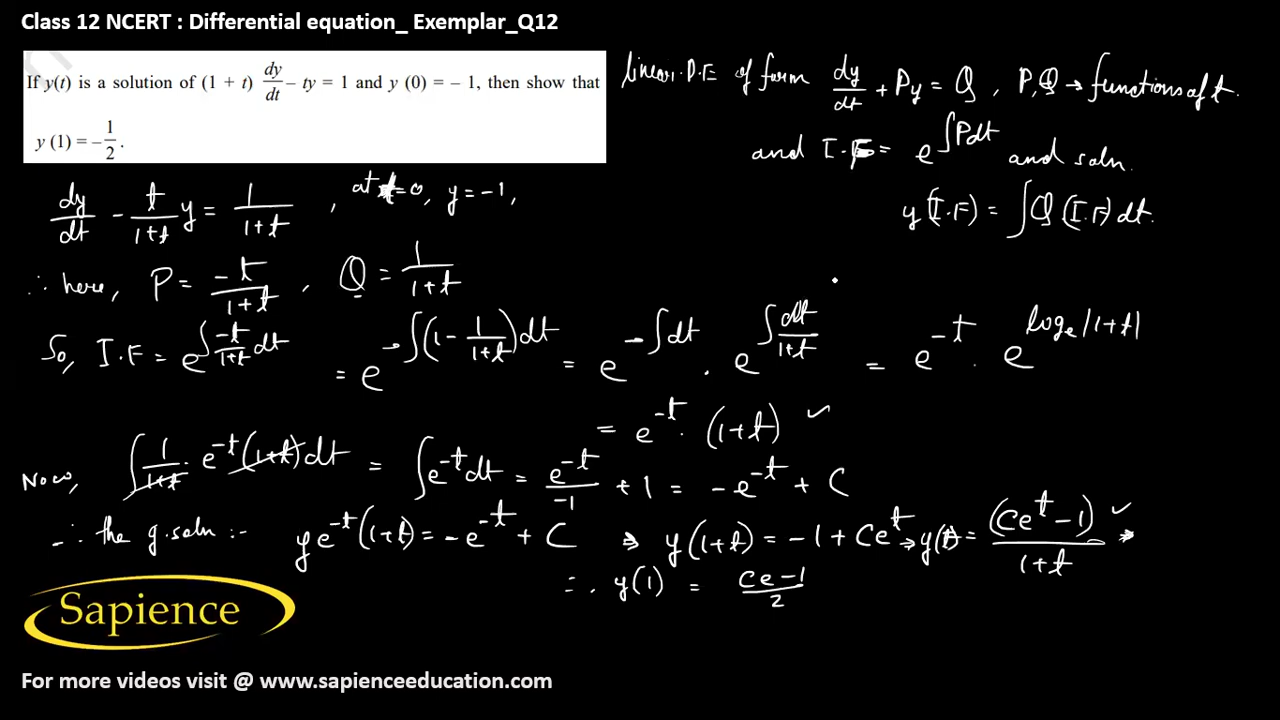 Class 12 NCERT : Differential equation_ Exemplar_Q12
If y(t) is a solution of (1 + t) dy/dt – ty = 1 and y (0) = – 1, then show that
y (1) = –1/2.
linear D.E of form dy/dt + Py = Q , P,Q → functions of t.
and I.F = e^∫Pdt and soln.
y(I.F) = ∫Q (I.F) dt.
dy/dt - t/1+t y = 1/1+t , at t=0, y = -1,
∴ here, P = -t/1+t , Q = 1/1+t
So, I.F = e^∫-t/1+t dt = e^-∫(1 - 1/1+t)dt = e^-∫dt . e^∫dt/1+t = e^-t . e^loge|1+t|
= e^-t . (1+t) ✓
Now, ∫ 1/1+t . e^-t (1+t) dt = ∫e^-t dt = e^-t/-1 + 1 = -e^-t + C
∴ the g.soln :- ye^-t (1+t) = -e^-t + C ⇒ y(1+t) = -1 + Ce^t ⇒ y(t) = (Ce^t - 1)/1+t ✓ ⇒
∴. y(1) = Ce-1/2
Sapience
For more videos visit @ www.sapienceeducation.com